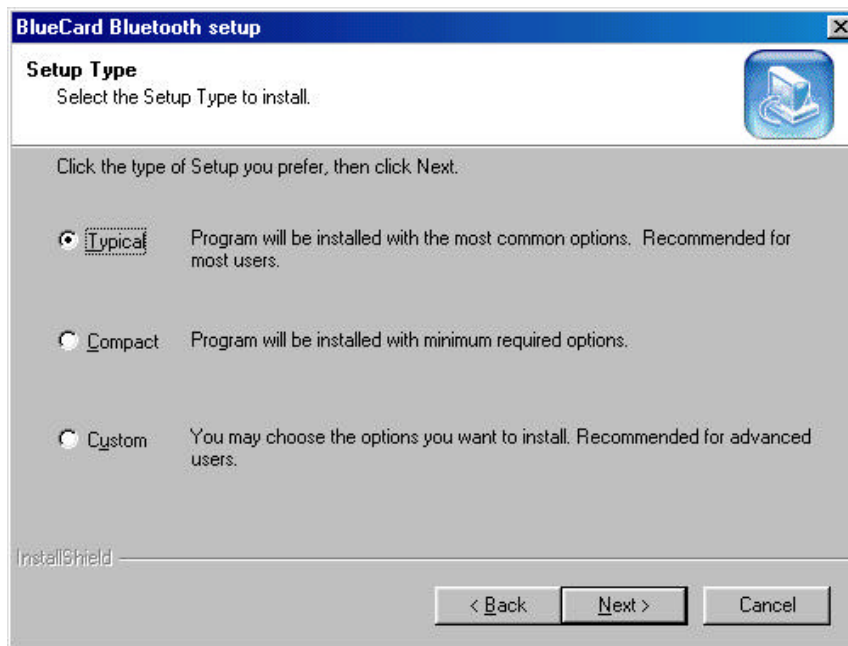 BlueCard Bluetooth setup
Setup Type
Select the Setup Type to install.
Click the type of Setup you prefer, then click Next.
Typical Program will be installed with the most common options.  Recommended for
most users.
Compact Program will be installed with minimum required options.
Custom You may choose the options you want to install. Recommended for advanced
users.
InstallShield
< Back Next > Cancel